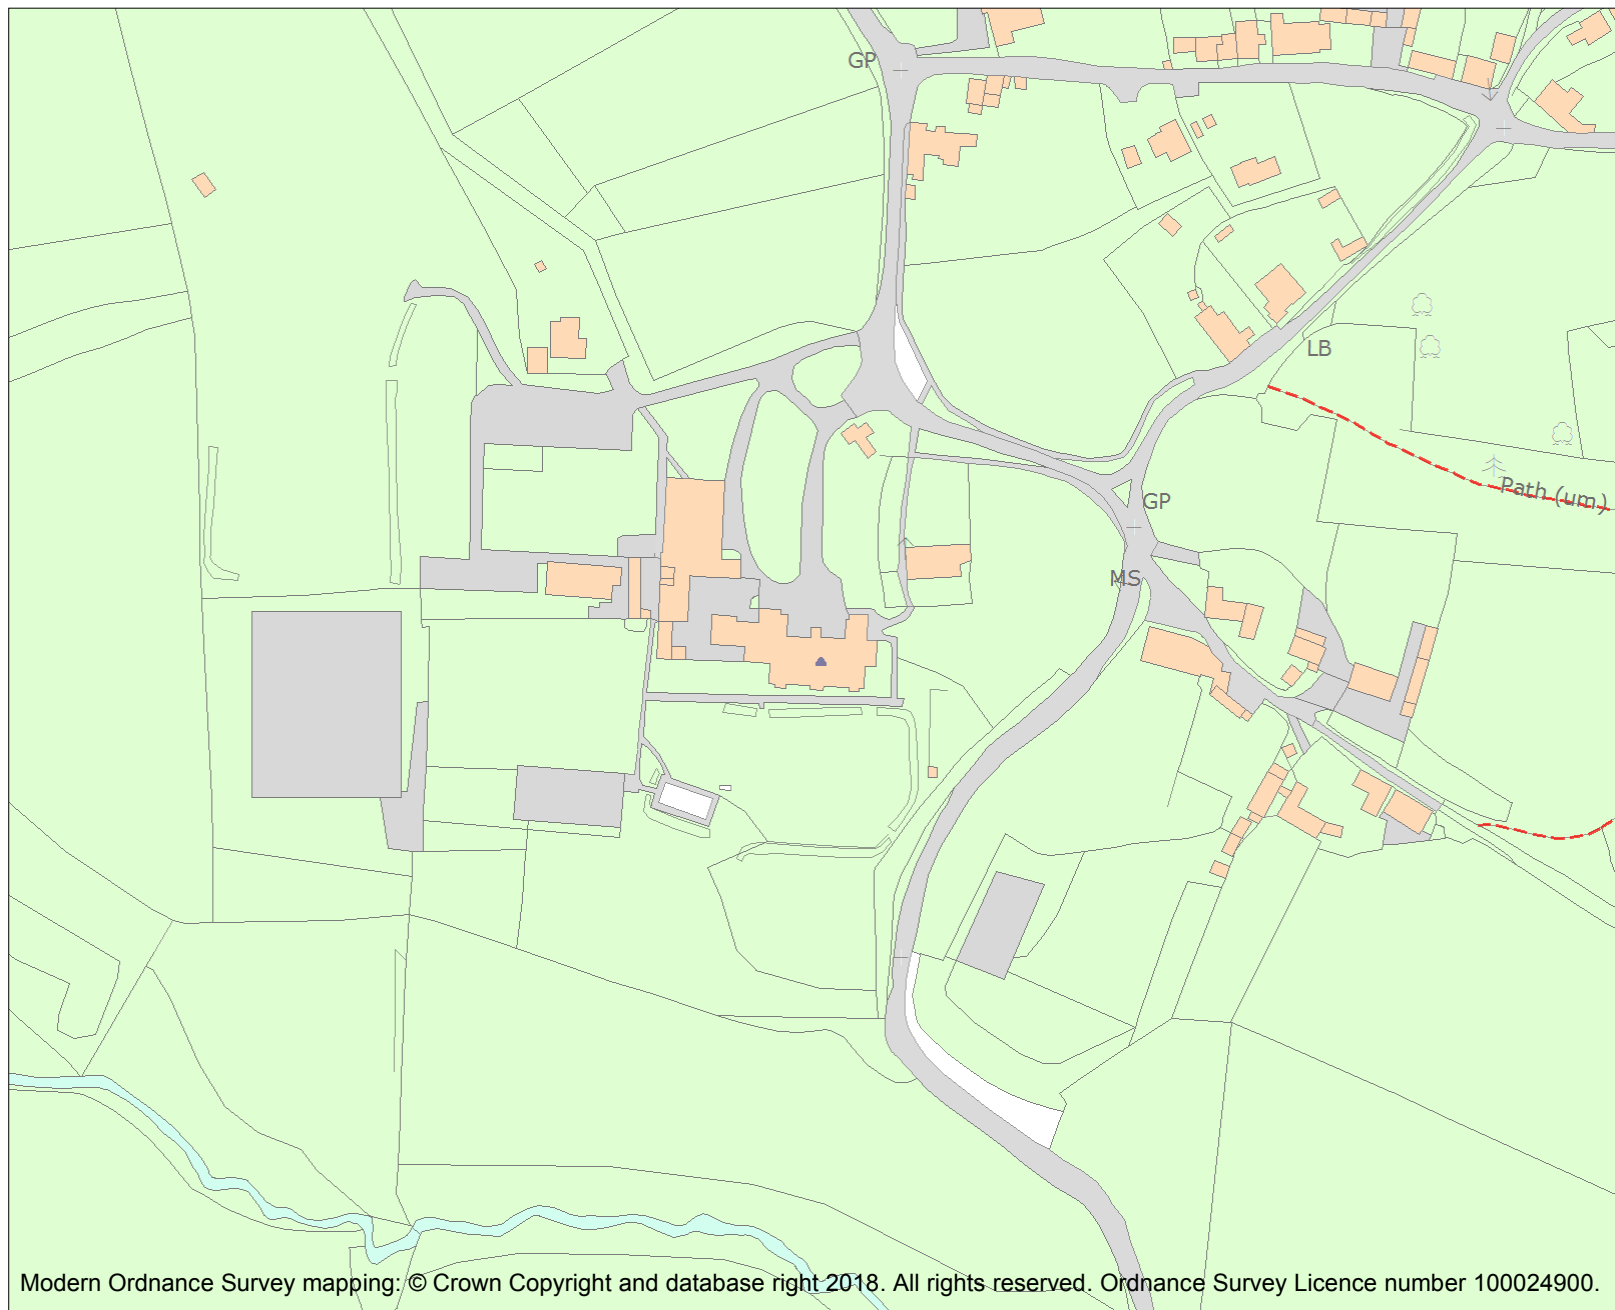 GP
LB
Path (um)
GP
MS
Modern Ordnance Survey mapping: © Crown Copyright and database right 2018. All rights reserved. Ordnance Survey Licence number 100024900.